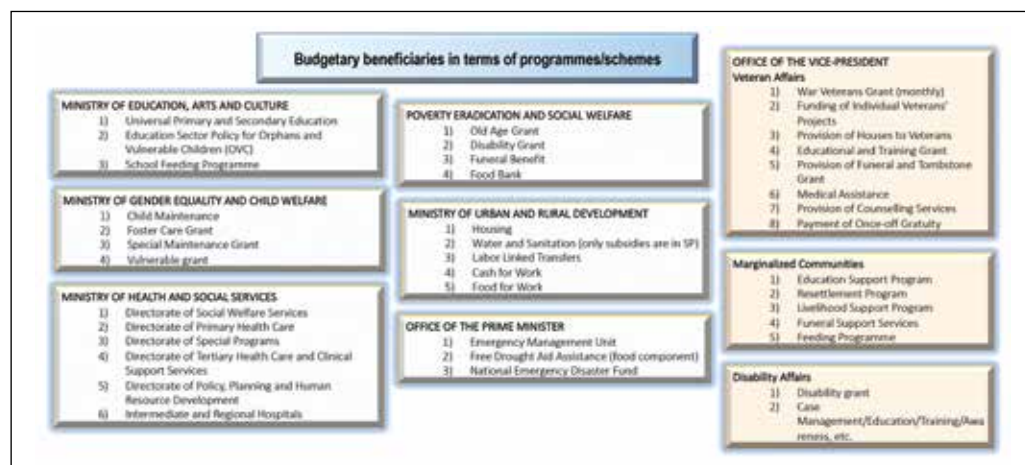 Budgetary beneficiaries in terms of programmes/schemes
MINISTRY OF EDUCATION, ARTS AND CULTURE
1) Universal Primary and Secondary Education
2) Education Sector Policy for Orphans and
Vulnerable Children (OVC)
3) School Feeding Programme
MINISTRY OF GENDER EQUALITY AND CHILD WELFARE
1) Child Maintenance
2) Foster Care Grant
3) Special Maintenance Grant
4) Vulnerable grant
MINISTRY OF HEALTH AND SOCIAL SERVICES
1) Directorate of Social Welfare Services
2) Directorate of Primary Health Care
3) Directorate of Special Programs
4) Directorate of Tertiary Health Care and Clinical
Support Services
5) Directorate of Policy, Planning and Human
Resource Development
6) Intermediate and Regional Hospitals
POVERTY ERADICATION AND SOCIAL WELFARE
1) Old Age Grant
2) Disability Grant
3) Funeral Benefit
4) Food Bank
MINISTRY OF URBAN AND RURAL DEVELOPMENT
1) Housing
2) Water and Sanitation (only subsidies are in SP)
3) Labor Linked Transfers
4) Cash for Work
5) Food for Work
OFFICE OF THE PRIME MINISTER
1) Emergency Management Unit
2) Free Drought Aid Assistance (food component)
3) National Emergency Disaster Fund
OFFICE OF THE VICE-PRESIDENT
Veteran Affairs
1) War Veterans Grant (monthly)
2) Funding of Individual Veterans'
Projects
3) Provision of Houses to Veterans
4) Educational and Training Grant
5) Provision of Funeral and Tombstone
Grant
6) Medical Assistance
7) Provision of Counselling Services
8) Payment of Once-off Gratuity
Marginalized Communities
1) Education Support Program
2) Resettlement Program
3) Livelihood Support Program
4) Funeral Support Services
5) Feeding Programme
Disability Affairs
1) Disability grant
2) Case
Management/Education/Training/Awa
reness, etc.